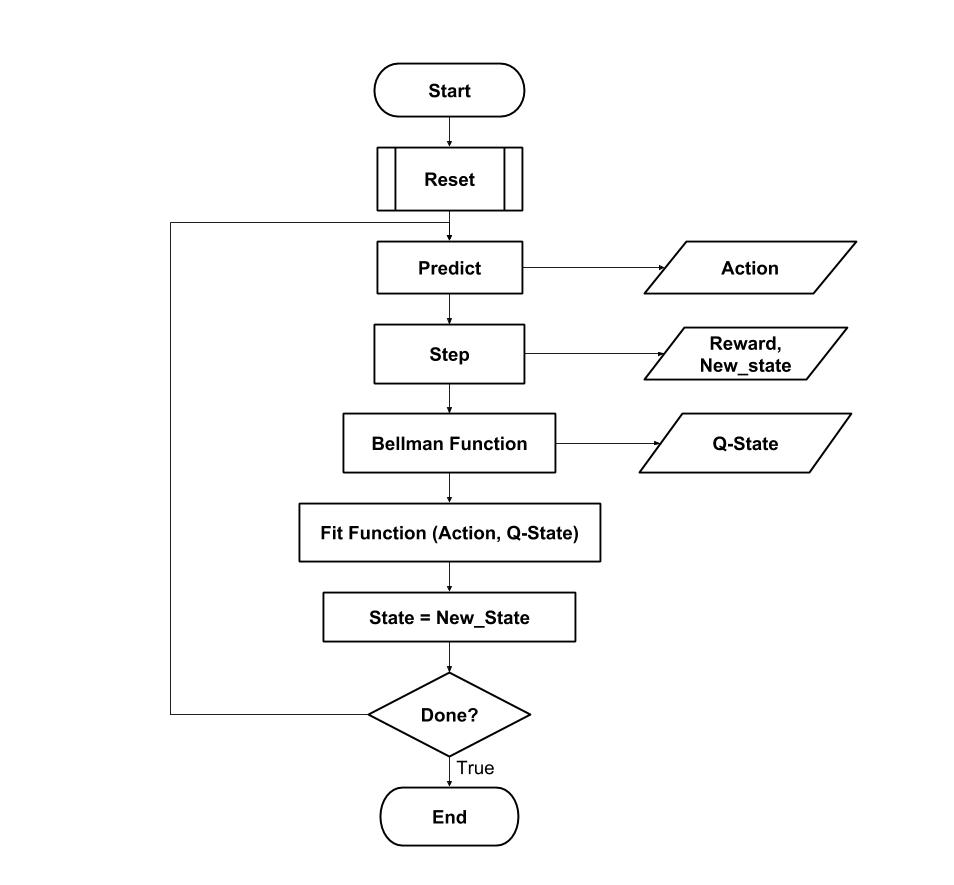 Start
Reset
Predict
Action
Step
Reward,
New_state
Bellman Function
Q-State
Fit Function (Action, Q-State)
State = New_State
Done?
True
End